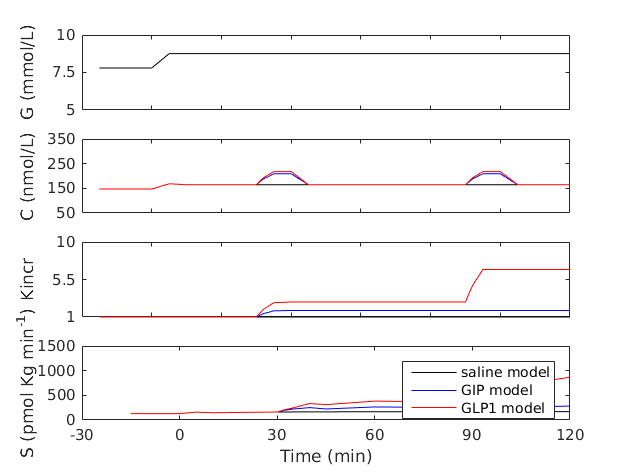 G (mmol/L)
10
7.5
5
C (nmol/L)
350
250
150
50
Kincr
10
5.5
1
S (pmol Kg min⁻¹)
1500
1000
500
0
saline model
GIP model
GLP1 model
-30 0 30 60 90 120
Time (min)